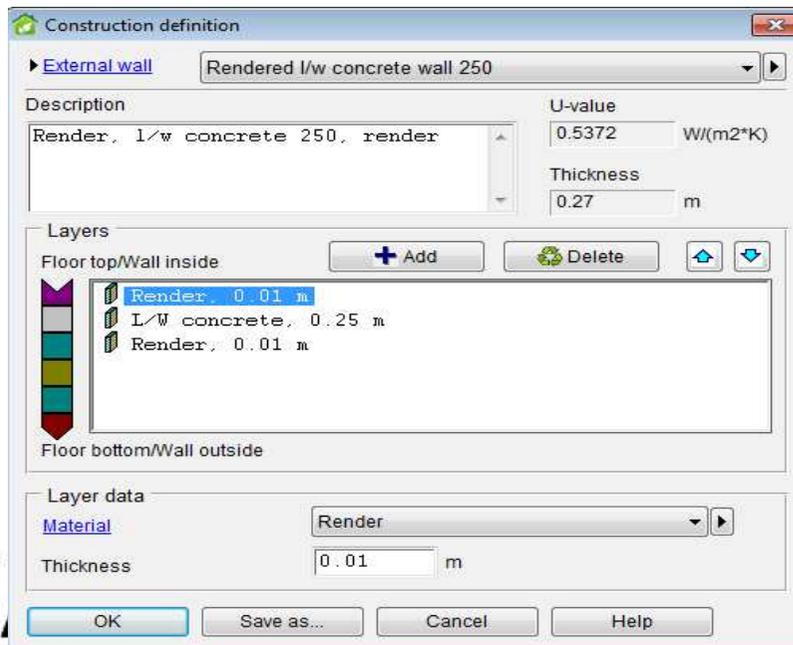 Construction definition
External wall
Rendered l/w concrete wall 250
Description
U-value
Render, l/w concrete 250, render
0.5372 W/(m2*K)
Thickness
0.27 m
Layers
Floor top/Wall inside
Add
Delete
Render, 0.01 m
L/W concrete, 0.25 m
Render, 0.01 m
Floor bottom/Wall outside
Layer data
Material
Render
Thickness
0.01 m
OK
Save as...
Cancel
Help